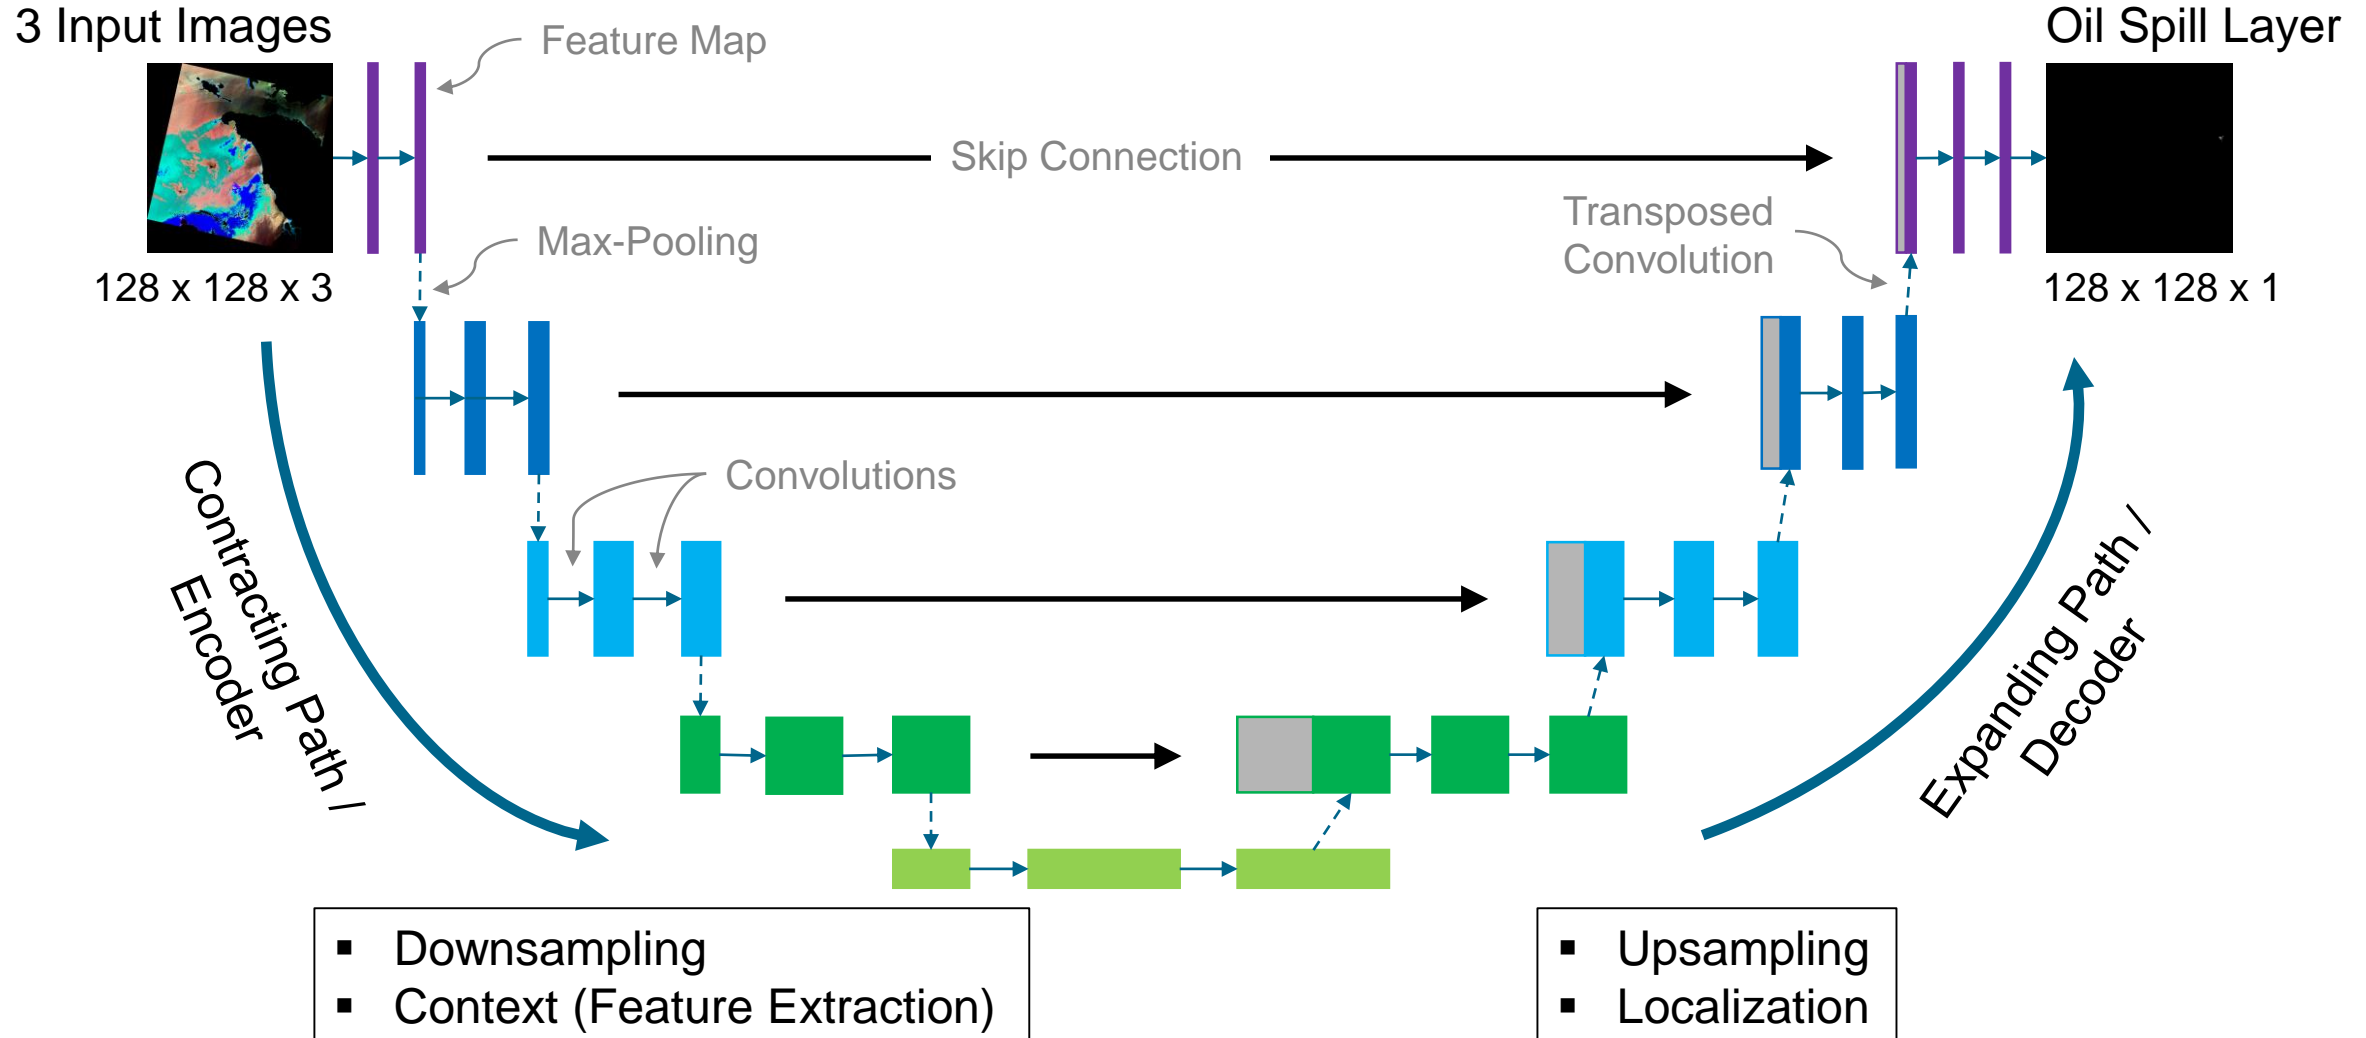 3 Input Images
Feature Map
Oil Spill Layer
Skip Connection
Transposed
Convolution
Max-Pooling
128 x 128 x 3
128 x 128 x 1
Convolutions
Contracting Path /
Encoder
Expanding Path /
Decoder
▪ Downsampling
▪ Context (Feature Extraction)
▪ Upsampling
▪ Localization